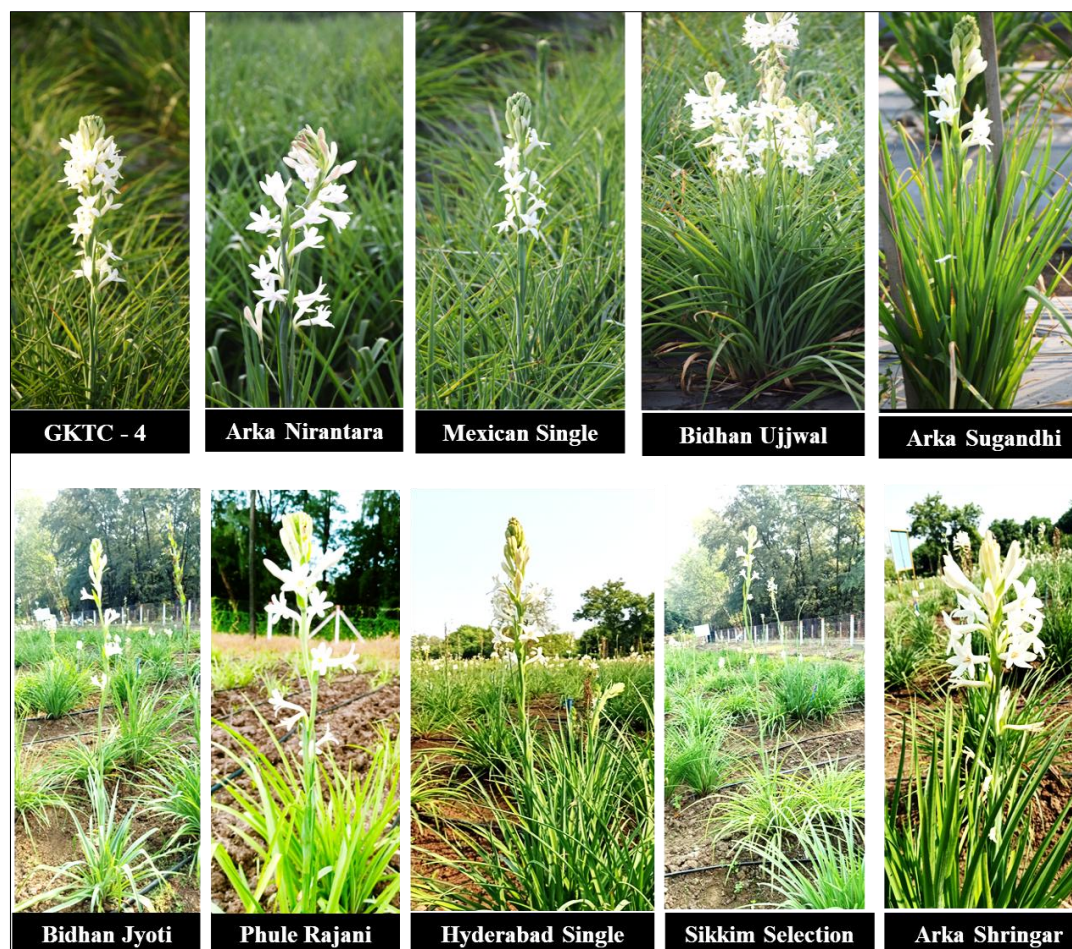 GKTC - 4
Arka Nirantara
Mexican Single
Bidhan Ujjwal
Arka Sugandhi
Bidhan Jyoti
Phule Rajani
Hyderabad Single
Sikkim Selection
Arka Shringar